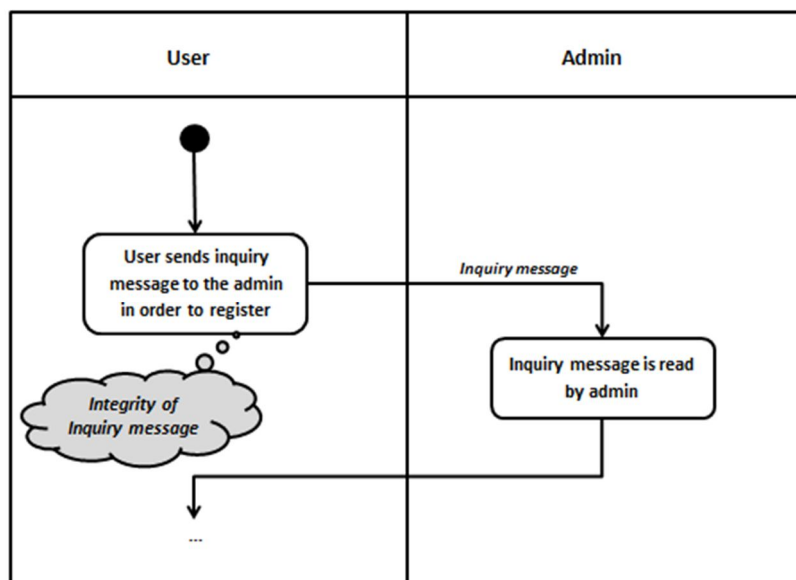 User
Admin
User sends inquiry
message to the admin
in order to register
Inquiry message
Inquiry message is read
by admin
Integrity of
Inquiry message
...